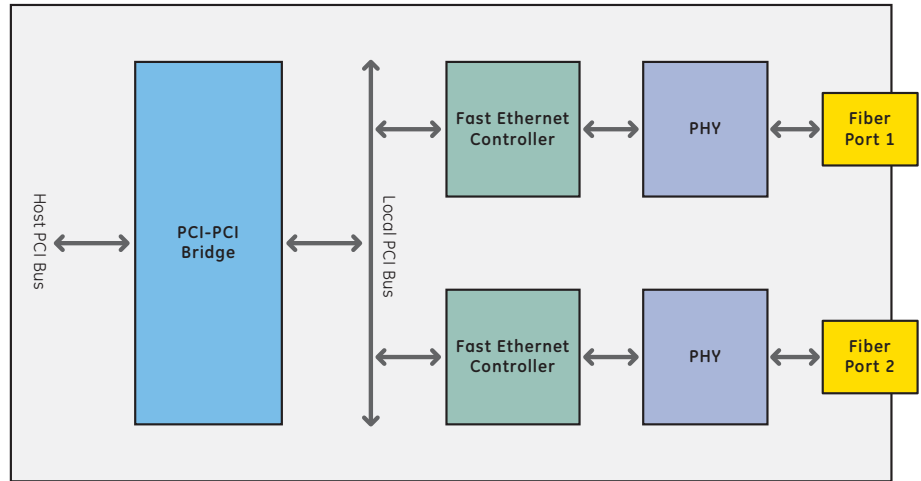 Host PCI Bus
PCI-PCI
Bridge
Local PCI Bus
Fast Ethernet
Controller
PHY
Fiber
Port 1
Fast Ethernet
Controller
PHY
Fiber
Port 2